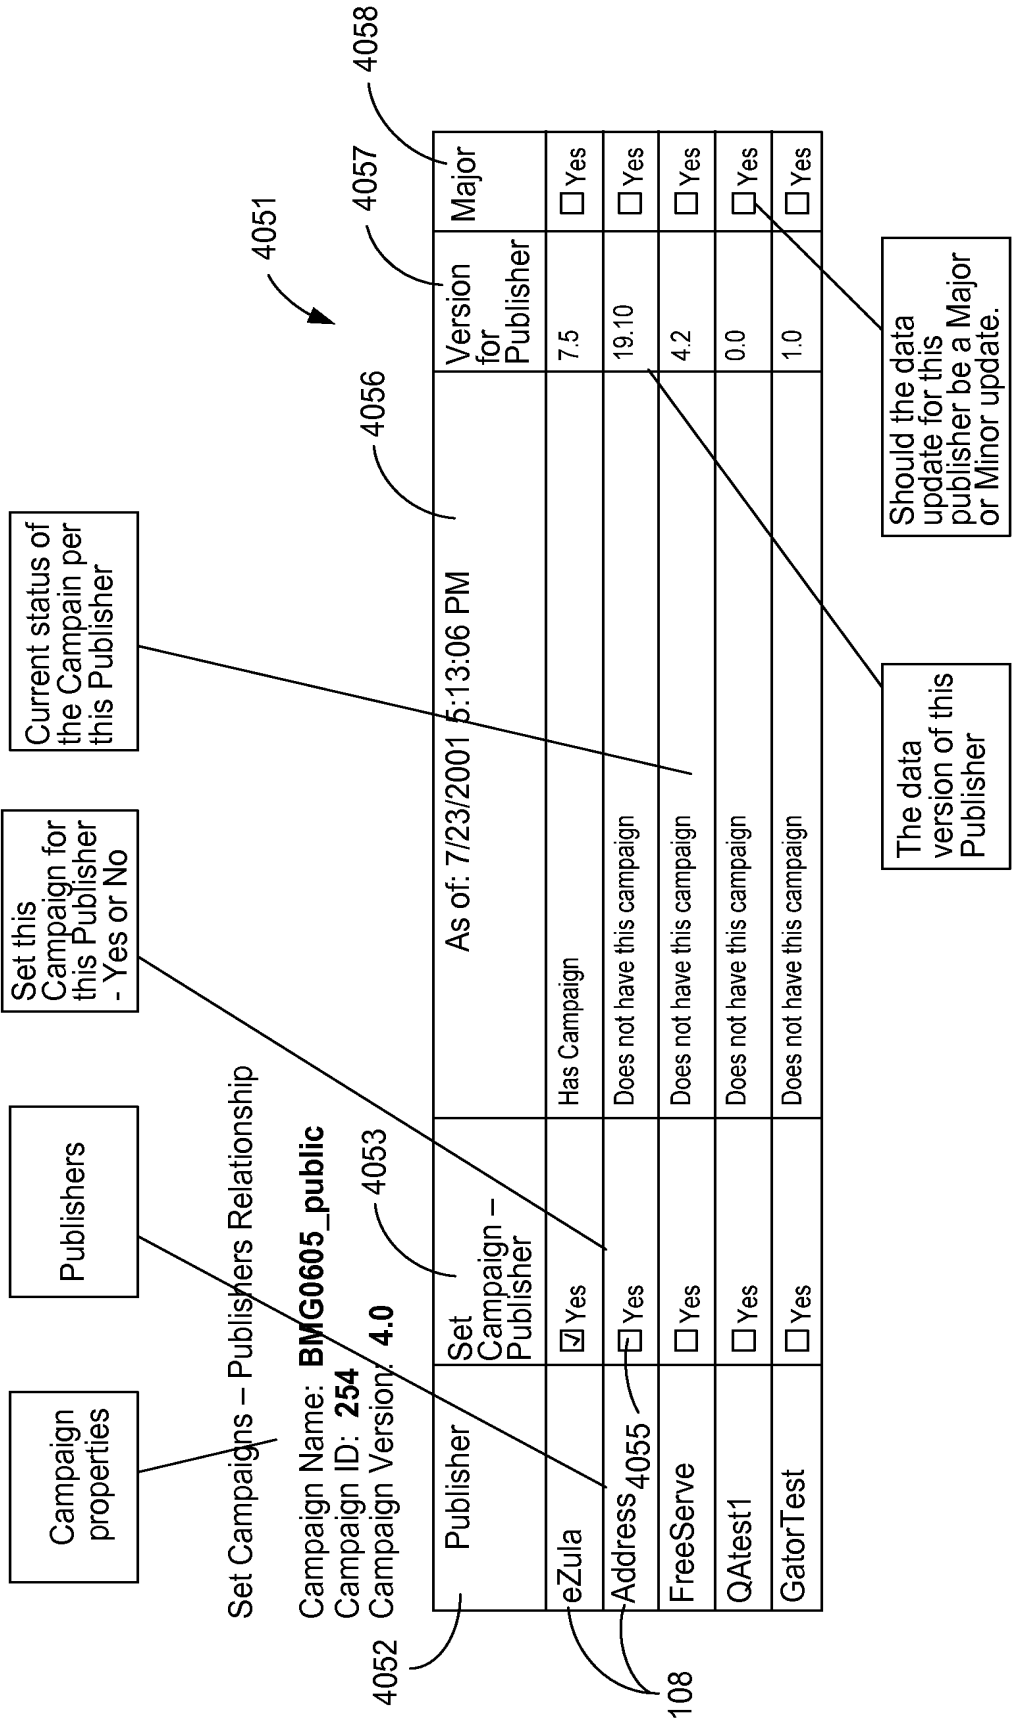 Campaign
properties
Publishers
Set this
Campaign for
this Publisher
- Yes or No
Current status of
the Campain per
this Publisher
Set Campaigns – Publishers Relationship
Campaign Name: BMG0605_public
Campaign ID: 254
Campaign Version: 4.0
4051
4052
4053
4056
4057
4058
Publisher
Set
Campaign –
Publisher
As of: 7/23/2001 5:13:06 PM
Version
for
Publisher
Major
eZula
Yes
Has Campaign
7.5
Yes
Address
4055
Yes
Does not have this campaign
19.10
Yes
FreeServe
Yes
Does not have this campaign
4.2
Yes
QAtest1
Yes
Does not have this campaign
0.0
Yes
GatorTest
Yes
Does not have this campaign
1.0
Yes
108
The data
version of this
Publisher
Should the data
update for this
publisher be a Major
or Minor update.